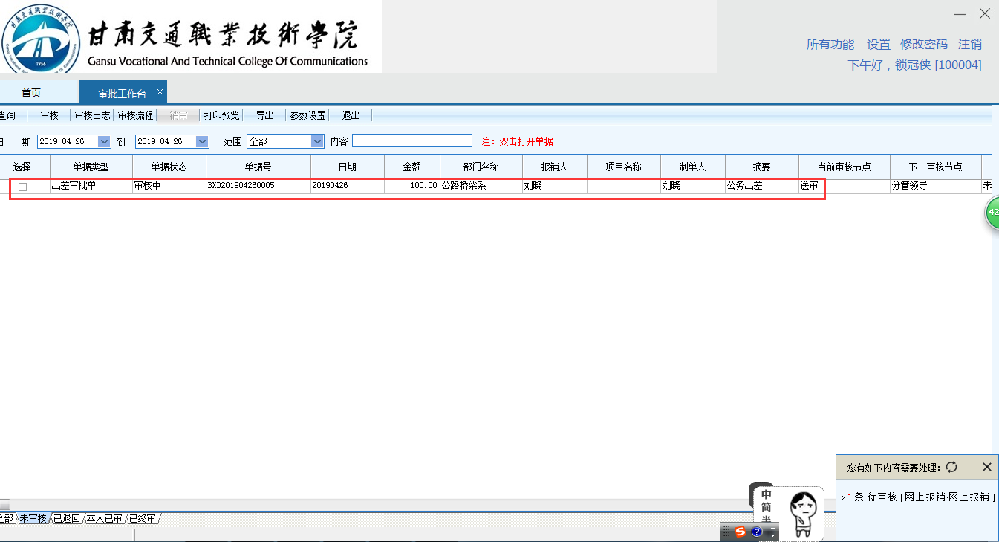 甘肃交通職業技術學院
Gansu Vocational And Technical College Of Communications
1956
所有功能 设置 修改密码 注销
下午好，锁冠侠 [100004]
首页 审批工作台 ×
查询 审核 审核日志 审核流程 销审 打印预览 导出 参数设置 退出
日 期 2019-04-26 到 2019-04-26 范围 全部 内容 注：双击打开单据
选择 单据类型 单据状态 单据号 日期 金额 部门名称 报销人 项目名称 制单人 摘要 当前审核节点 下一审核节点
出差审批单 审核中 BXD201904260005 20190426 100.00 公路桥梁系 刘晓 刘晓 公务出差 送审 分管领导 未
42
您有如下内容需要处理：
1条 待审核 [网上报销-网上报销]
中
简
半
全部 未审核 已退回 本人已审 已终审